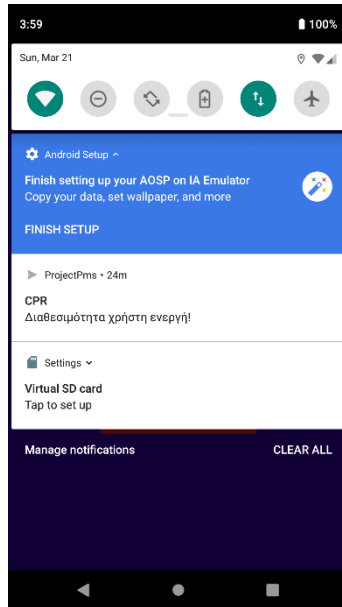 3:59 100%
Sun, Mar 21
Android Setup
Finish setting up your AOSP on IA Emulator
Copy your data, set wallpaper, and more
FINISH SETUP
ProjectPms • 24m
CPR
Διαθεσιμότητα χρήστη ενεργή!
Settings
Virtual SD card
Tap to set up
Manage notifications CLEAR ALL